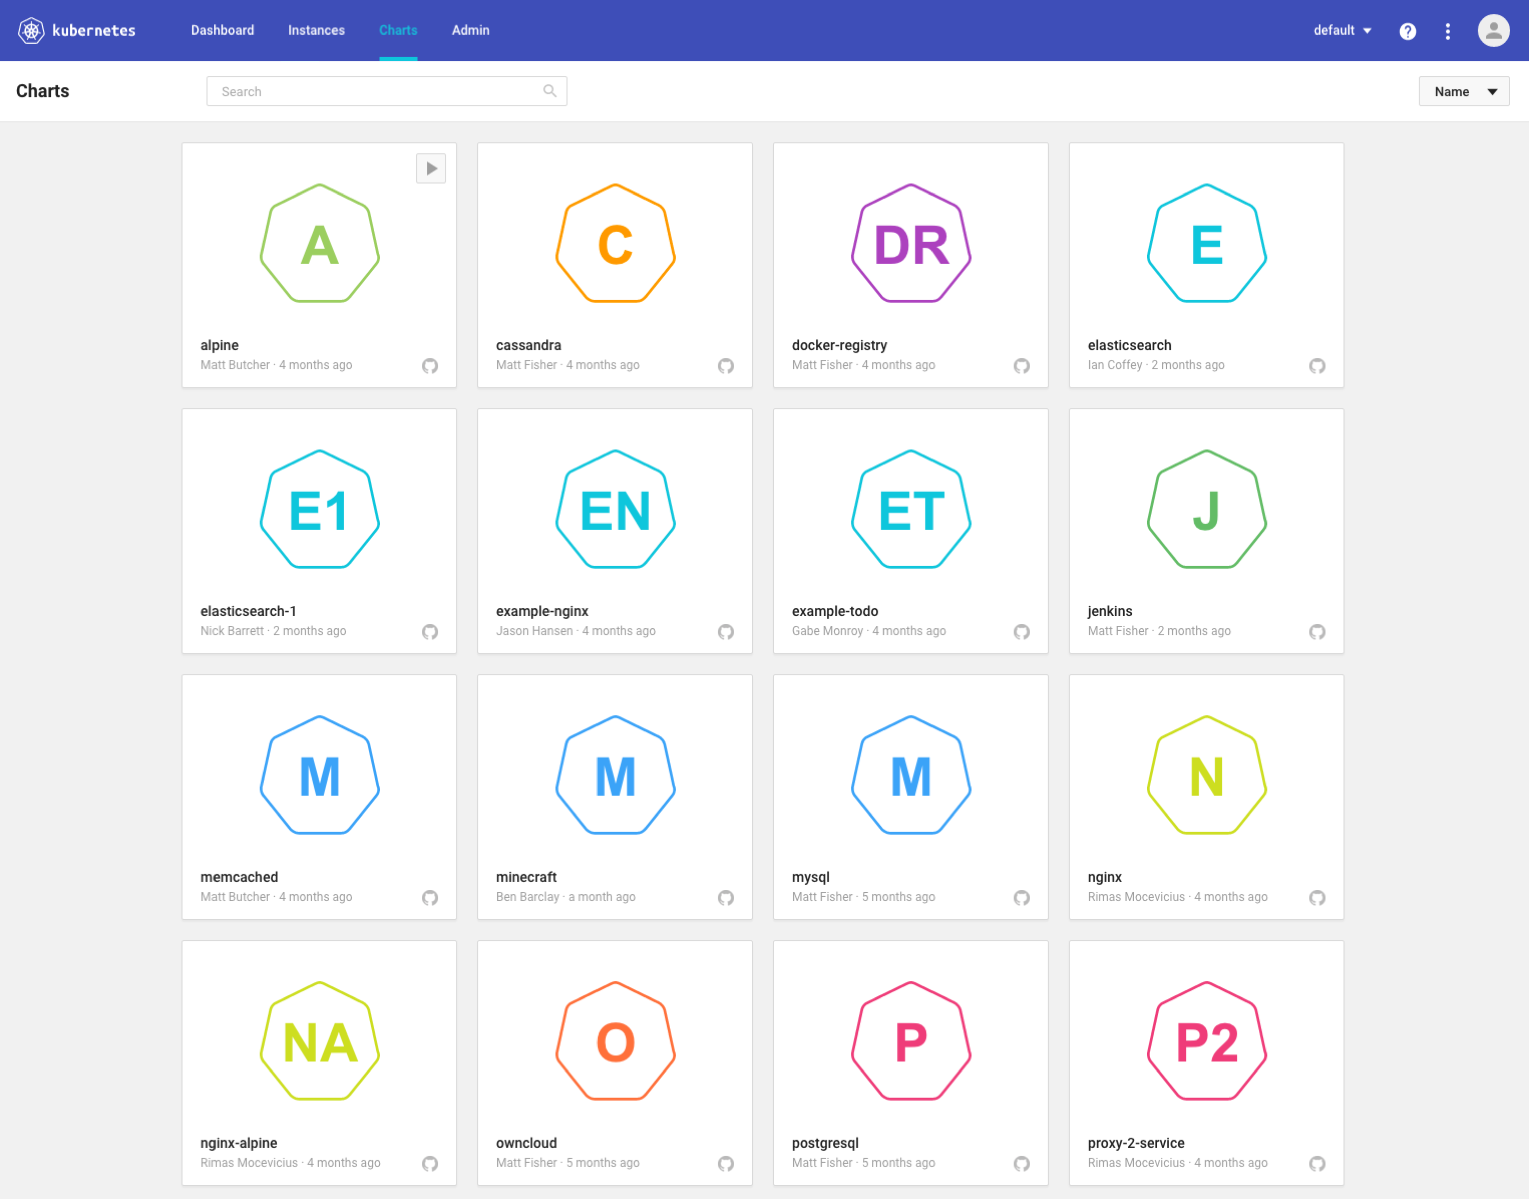 kubernetes Dashboard Instances Charts Admin default ?
Charts Search Name
A C DR E
alpine cassandra docker-registry elasticsearch
Matt Butcher · 4 months ago Matt Fisher · 4 months ago Matt Fisher · 4 months ago Ian Coffey · 2 months ago
E1 EN ET J
elasticsearch-1 example-nginx example-todo jenkins
Nick Barrett · 2 months ago Jason Hansen · 4 months ago Gabe Monroy · 4 months ago Matt Fisher · 2 months ago
M M M N
memcached minecraft mysql nginx
Matt Butcher · 4 months ago Ben Barclay · a month ago Matt Fisher · 5 months ago Rimas Mocevicius · 4 months ago
NA O P P2
nginx-alpine owncloud postgresql proxy-2-service
Rimas Mocevicius · 4 months ago Matt Fisher · 5 months ago Matt Fisher · 5 months ago Rimas Mocevicius · 4 months ago